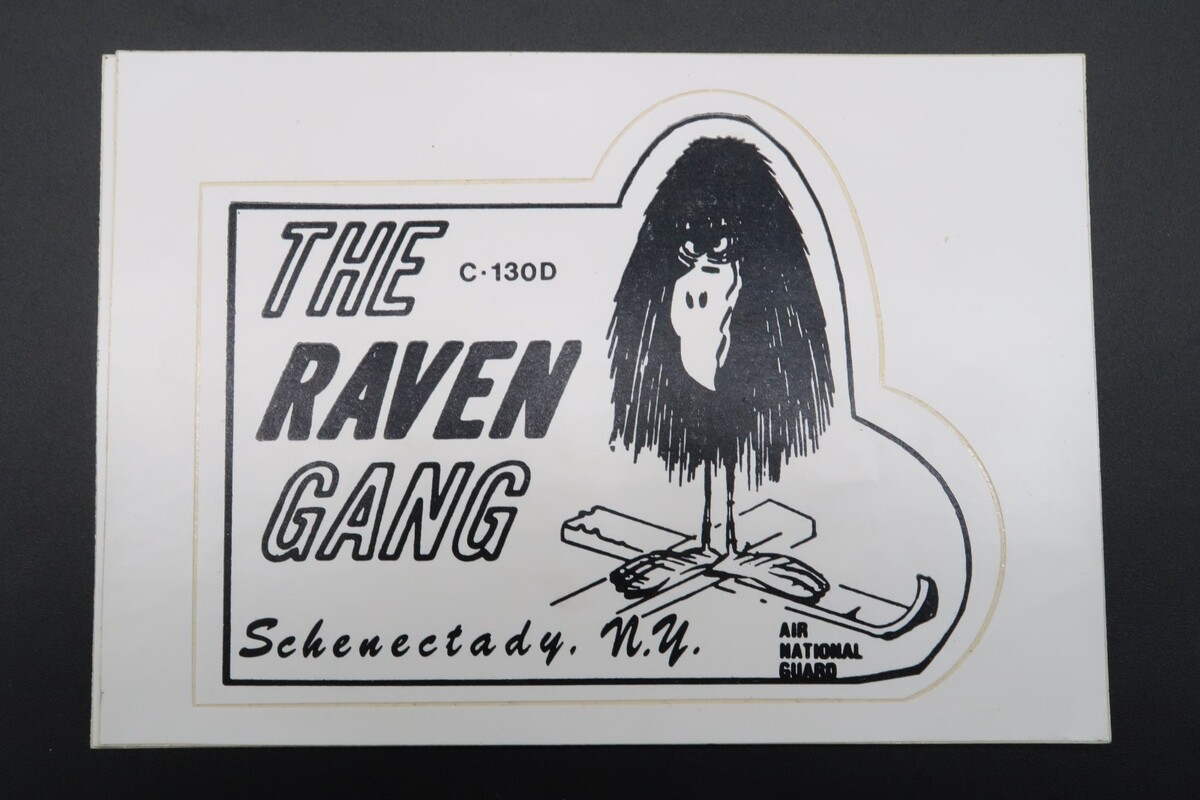 THE
C·130D
RAVEN
GANG
Schenectady, N.Y.
AIR
NATIONAL
GUARD